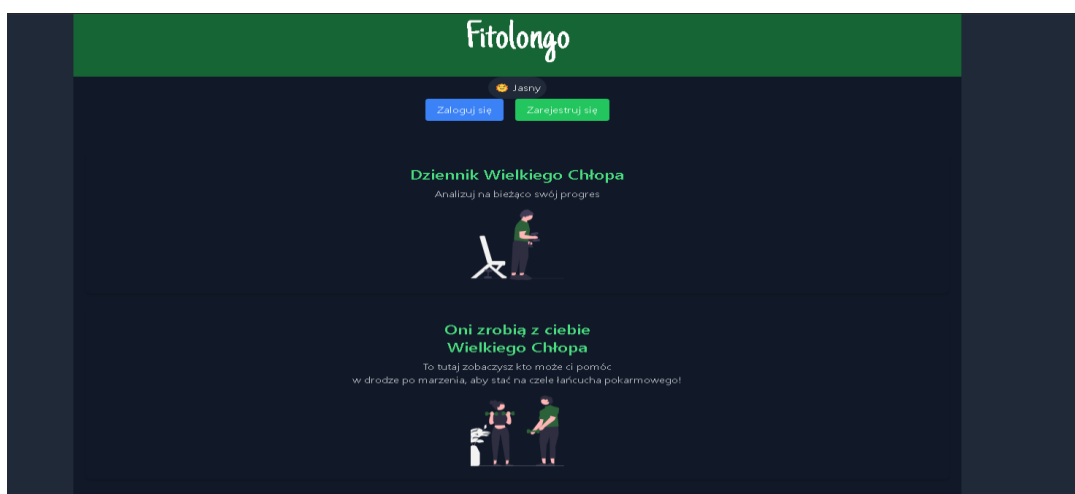 Fitolongo
Jasny
Zaloguj się Zarejestruj się
Dziennik Wielkiego Chłopa
Analizuj na bieżąco swój progres
Oni zrobią z ciebie
Wielkiego Chłopa
To tutaj zobaczysz kto może ci pomóc
w drodze po marzenia, aby stać na czele łańcucha pokarmowego!